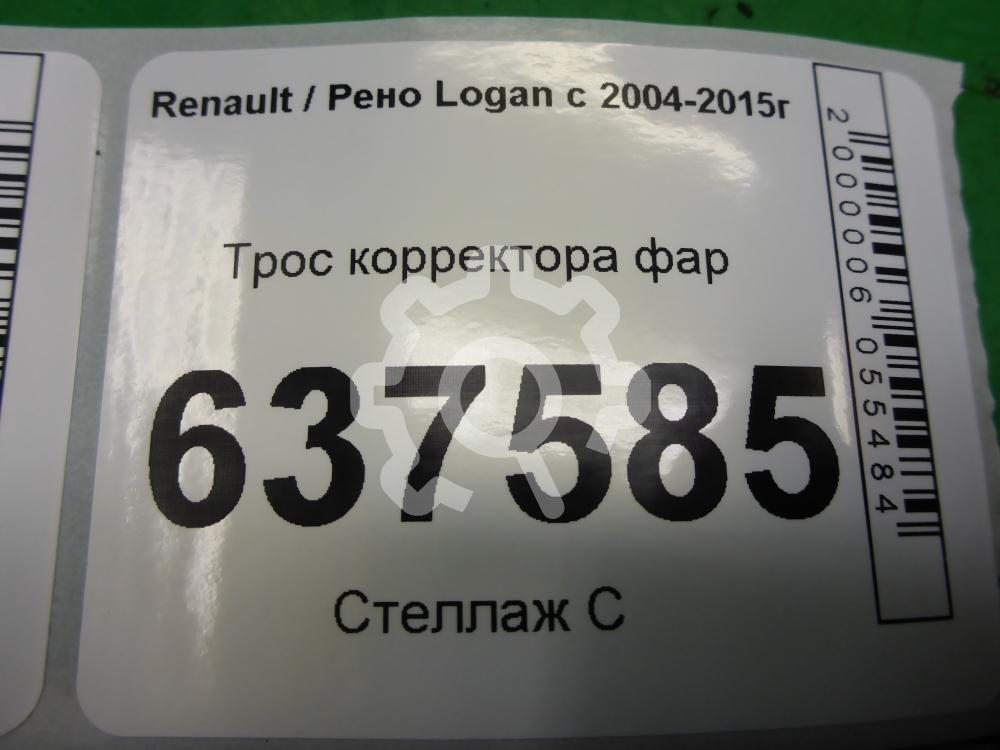 Renault / Рено Logan с 2004-2015г
Трос корректора фар
637585
Стеллаж С
2000006055484